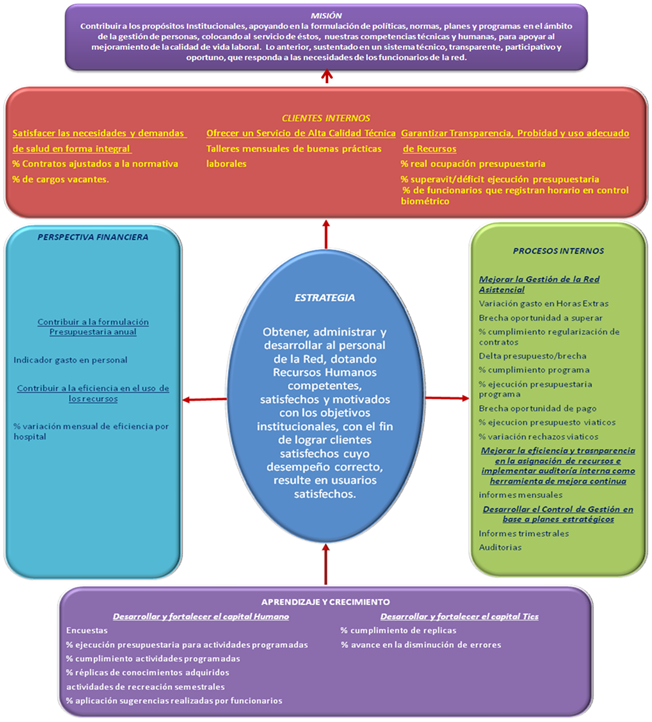 MISIÓN
Contribuir a los propósitos Institucionales, apoyando en la formulación de políticas, normas, planes y programas en el ámbito
de la gestión de personas, colocando al servicio de éstos, nuestras competencias técnicas y humanas, para apoyar al
mejoramiento de la calidad de vida laboral. Lo anterior, sustentado en un sistema técnico, transparente, participativo y
oportuno, que responda a las necesidades de los funcionarios de la red.
CLIENTES INTERNOS
Satisfacer las necesidades y demandas
de salud en forma integral
% Contratos ajustados a la normativa
% de cargos vacantes.
Ofrecer un Servicio de Alta Calidad Técnica
Talleres mensuales de buenas prácticas
laborales
Garantizar Transparencia, Probidad y uso adecuado
de Recursos
% real ocupación presupuestaria
% superavit/déficit ejecución presupuestaria
% de funcionarios que registran horario en control
biométrico
PERSPECTIVA FINANCIERA
Contribuir a la formulación
Presupuestaria anual
Indicador gasto en personal
Contribuir a la eficiencia en el uso de
los recursos
% variación mensual de eficiencia por
hospital
ESTRATEGIA
Obtener, administrar y
desarrollar al personal
de la Red, dotando
Recursos Humanos
competentes,
satisfechos y motivados
con los objetivos
institucionales, con el fin
de lograr clientes
satisfechos cuyo
desempeño correcto,
resulte en usuarios
satisfechos.
PROCESOS INTERNOS
Mejorar la Gestión de la Red
Asistencial
Variación gasto en Horas Extras
Brecha oportunidad a superar
% cumplimiento regularización de
contratos
Delta presupuesto/brecha
% cumplimiento programa
% ejecución presupuestaria
programa
Brecha oportunidad de pago
% ejecucion presupuesto viaticos
% variación rechazos viaticos
Mejorar la eficiencia y trasnparencia
en la asignación de recursos e
implementar auditoría interna como
herramienta de mejora continua
informes mensuales
Desarrollar el Control de Gestión en
base a planes estratégicos
Informes trimestrales
Auditorias
APRENDIZAJE Y CRECIMIENTO
Desarrollar y fortalecer el capital Humano
Encuestas
% ejecución presupuestaria para actividades programadas
% cumplimiento actividades programadas
% réplicas de conocimientos adquiridos
actividades de recreación semestrales
% aplicación sugerencias realizadas por funcionarios
Desarrollar y fortalecer el capital Tics
% cumplimiento de replicas
% avance en la disminución de errores